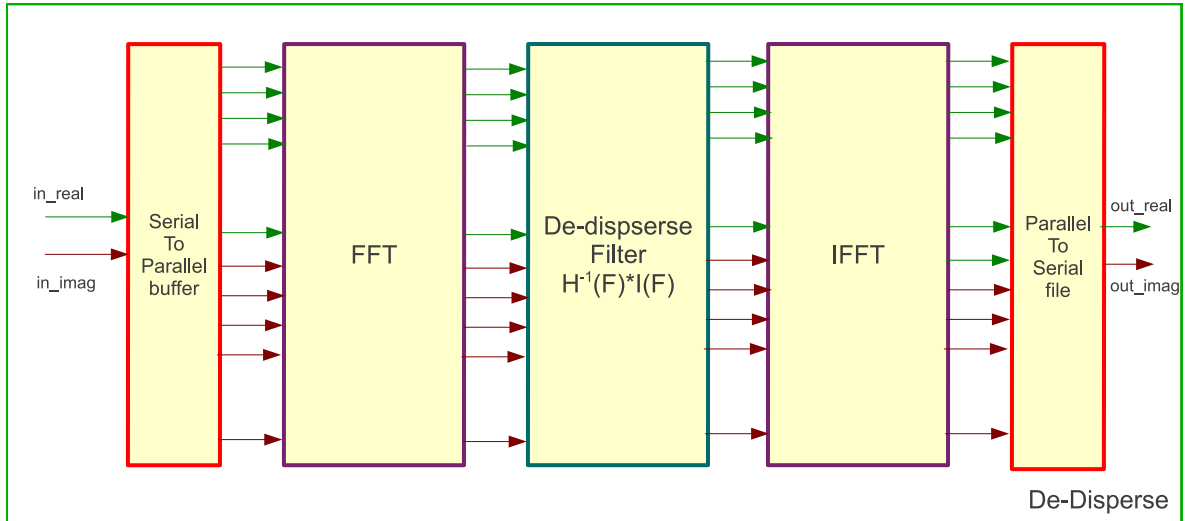 in_real
in_imag
Serial
To
Parallel
buffer
FFT
De-dispserse
Filter
H⁻¹(F)*I(F)
IFFT
Parallel
To
Serial
file
out_real
out_imag
De-Disperse